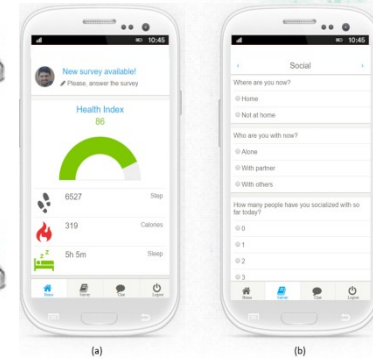 10:45
New survey available!
Please, answer the survey
Health Index
86
6527 Step
319 Calories
5h 5m Sleep
Home Survey Chat Logout
(a)
10:45
Social
Where are you now?
Home
Not at home
Who are you with now?
Alone
With partner
With others
How many people have you socialized with so
far today?
0
1
2
3
Home Survey Chat Logout
(b)